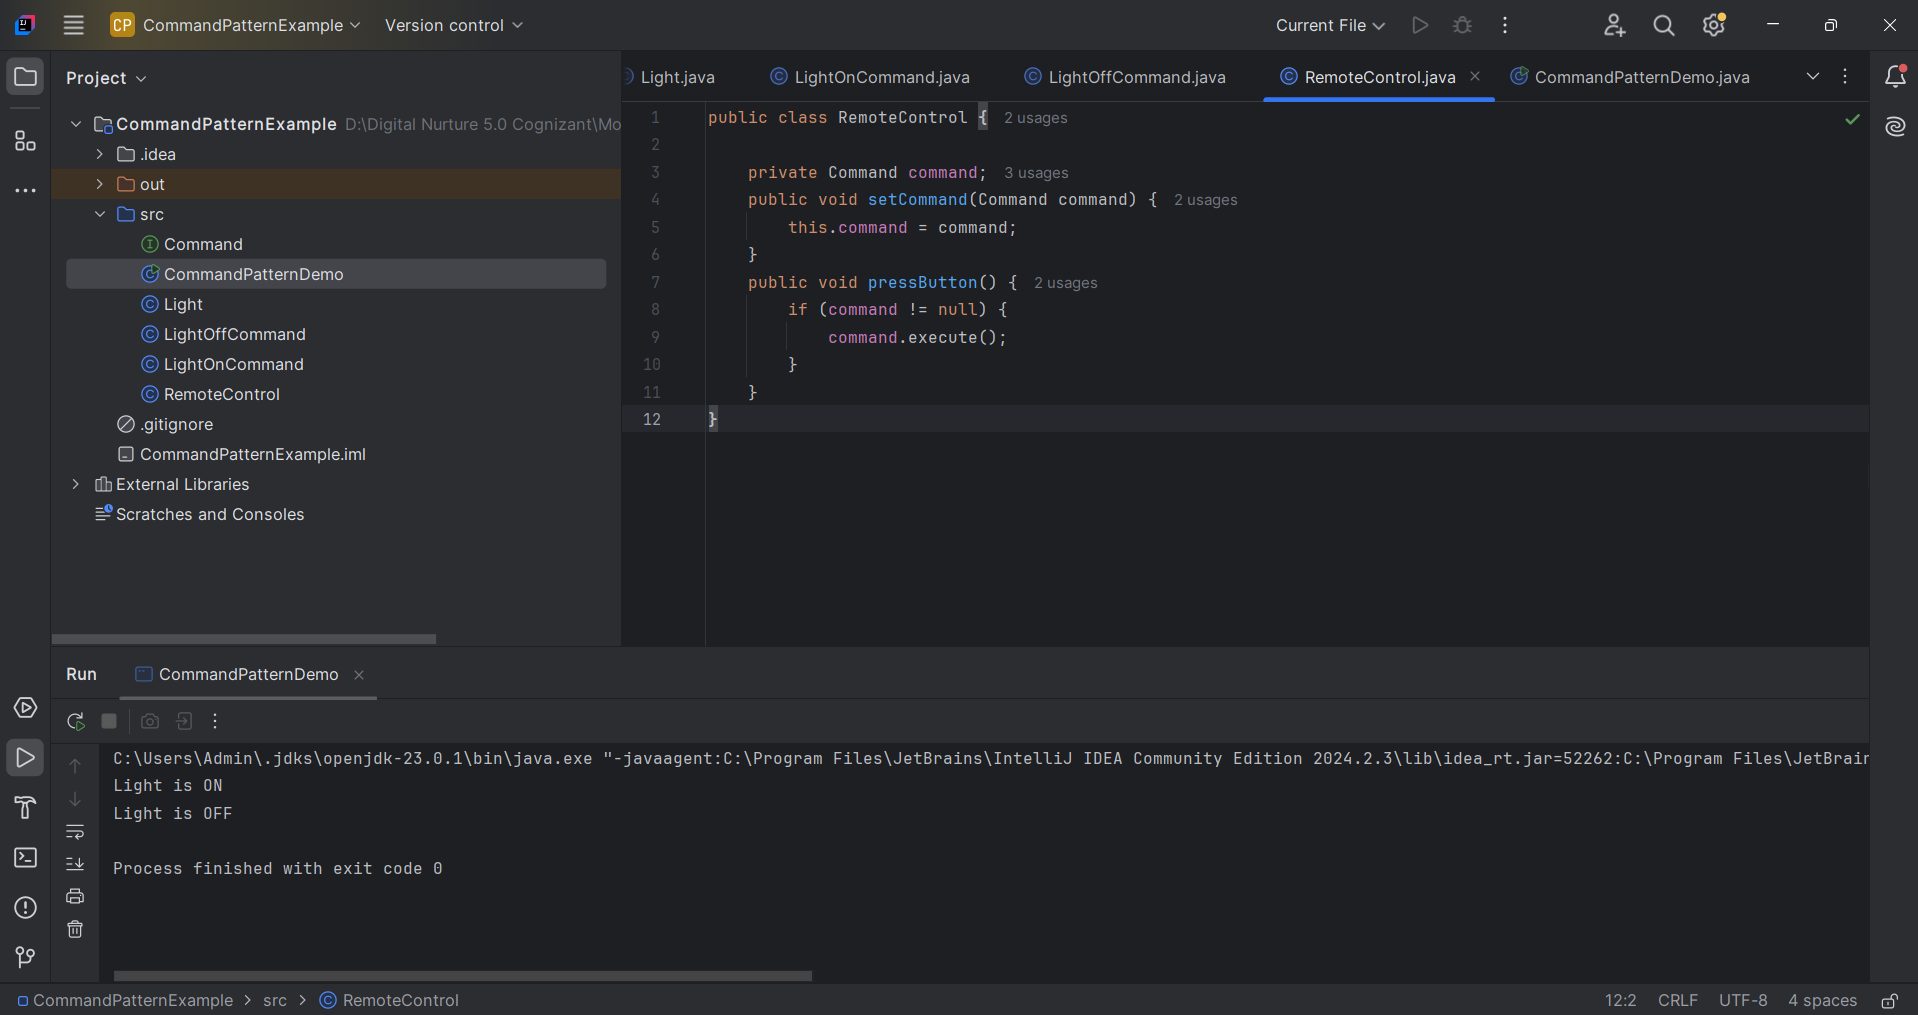 CP CommandPatternExample Version control Current File
Project
Light.java LightOnCommand.java LightOffCommand.java RemoteControl.java CommandPatternDemo.java
CommandPatternExample D:\Digital Nurture 5.0 Cognizant\Mo
.idea
out
src
Command
CommandPatternDemo
Light
LightOffCommand
LightOnCommand
RemoteControl
.gitignore
CommandPatternExample.iml
External Libraries
Scratches and Consoles
1 public class RemoteControl { 2 usages
2
3 private Command command; 3 usages
4 public void setCommand(Command command) { 2 usages
5 this.command = command;
6 }
7 public void pressButton() { 2 usages
8 if (command != null) {
9 command.execute();
10 }
11 }
12 }
Run CommandPatternDemo
C:\Users\Admin\.jdks\openjdk-23.0.1\bin\java.exe "-javaagent:C:\Program Files\JetBrains\IntelliJ IDEA Community Edition 2024.2.3\lib\idea_rt.jar=52262:C:\Program Files\JetBrain
Light is ON
Light is OFF
Process finished with exit code 0
CommandPatternExample > src > RemoteControl 12:2 CRLF UTF-8 4 spaces